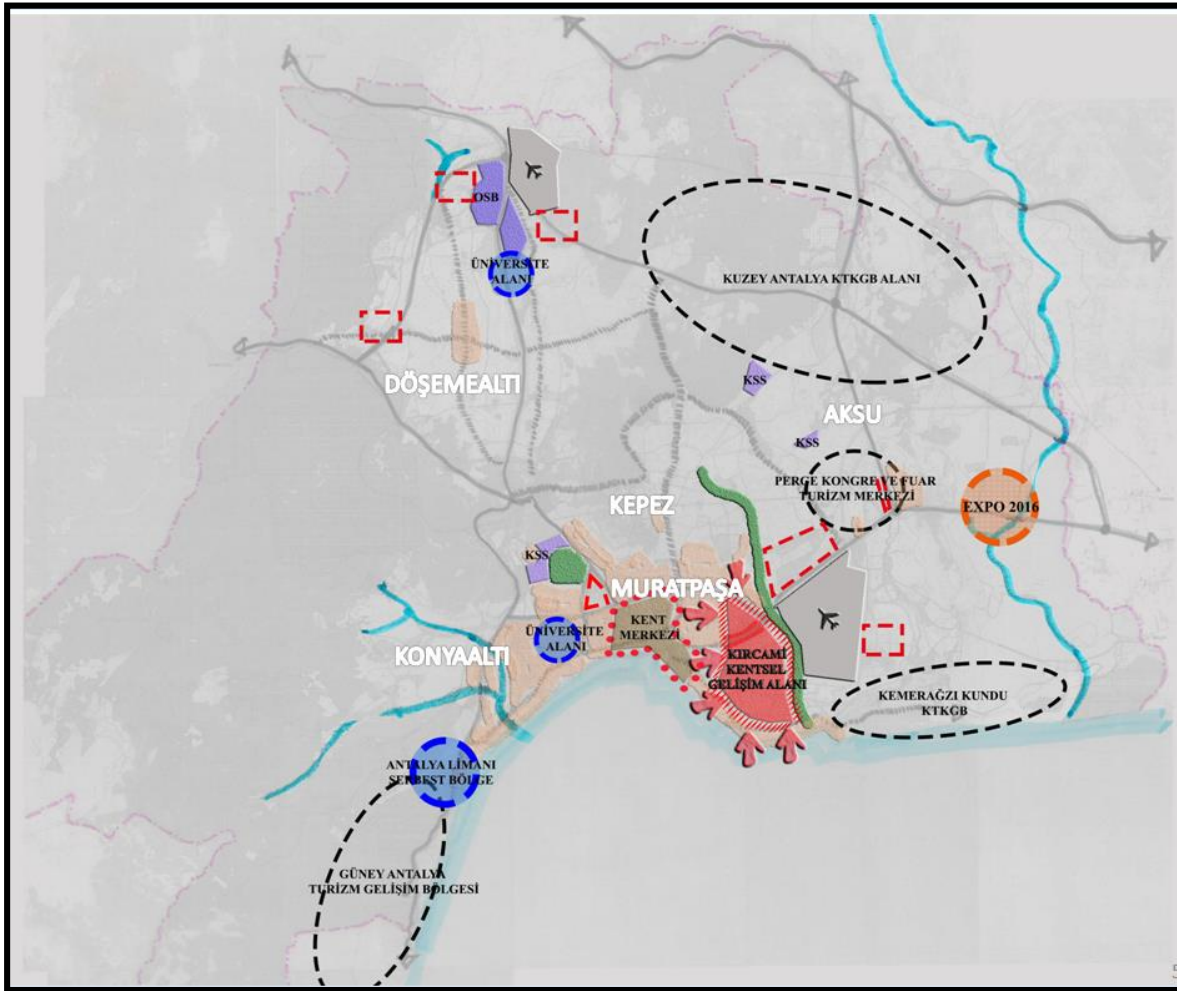 OSB
ÜNİVERSİTE
ALANI
KUZEY ANTALYA KTKGB ALANI
DÖŞEMEALTI
KSS
AKSU
KSS
PERGE KONGRE VE FUAR
TURİZM MERKEZİ
EXPO 2016
KEPEZ
KSS
MURATPAŞA
KENT
MERKEZİ
ÜNİVERSİTE
ALANI
KONYAALTI
KIRCAMİ
KENTSEL
GELİŞİM ALANI
KEMERAĞZI KUNDU
KTKGB
ANTALYA LİMANI
SERBEST BÖLGE
GÜNEY ANTALYA
TURİZM GELİŞİM BÖLGESİ
5